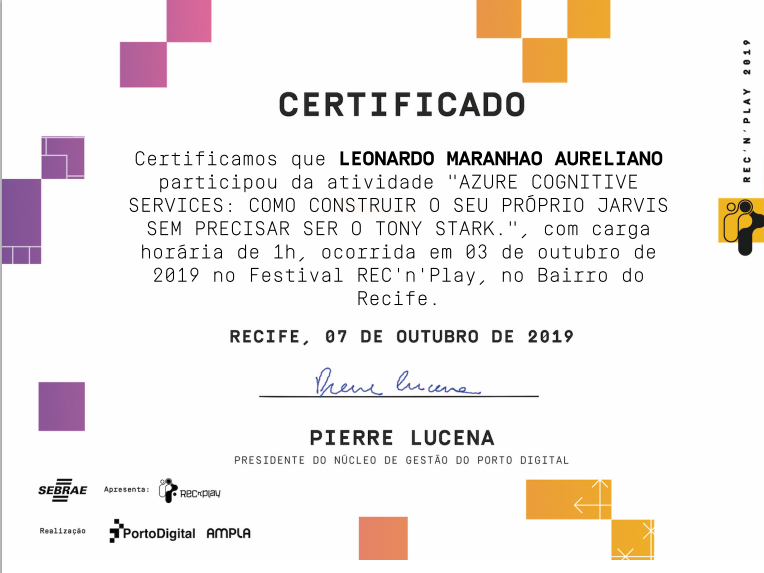 REC'N'PLAY 2019
CERTIFICADO
Certificamos que LEONARDO MARANHAO AURELIANO
participou da atividade "AZURE COGNITIVE
SERVICES: COMO CONSTRUIR O SEU PRÓPRIO JARVIS
SEM PRECISAR SER O TONY STARK.", com carga
horária de 1h, ocorrida em 03 de outubro de
2019 no Festival REC'n'Play, no Bairro do
Recife.
RECIFE, 07 DE OUTUBRO DE 2019
Pierre Lucena
PIERRE LUCENA
PRESIDENTE DO NÚCLEO DE GESTÃO DO PORTO DIGITAL
SEBRAE Apresenta: REC'n'play
Realização PortoDigital AMPLA